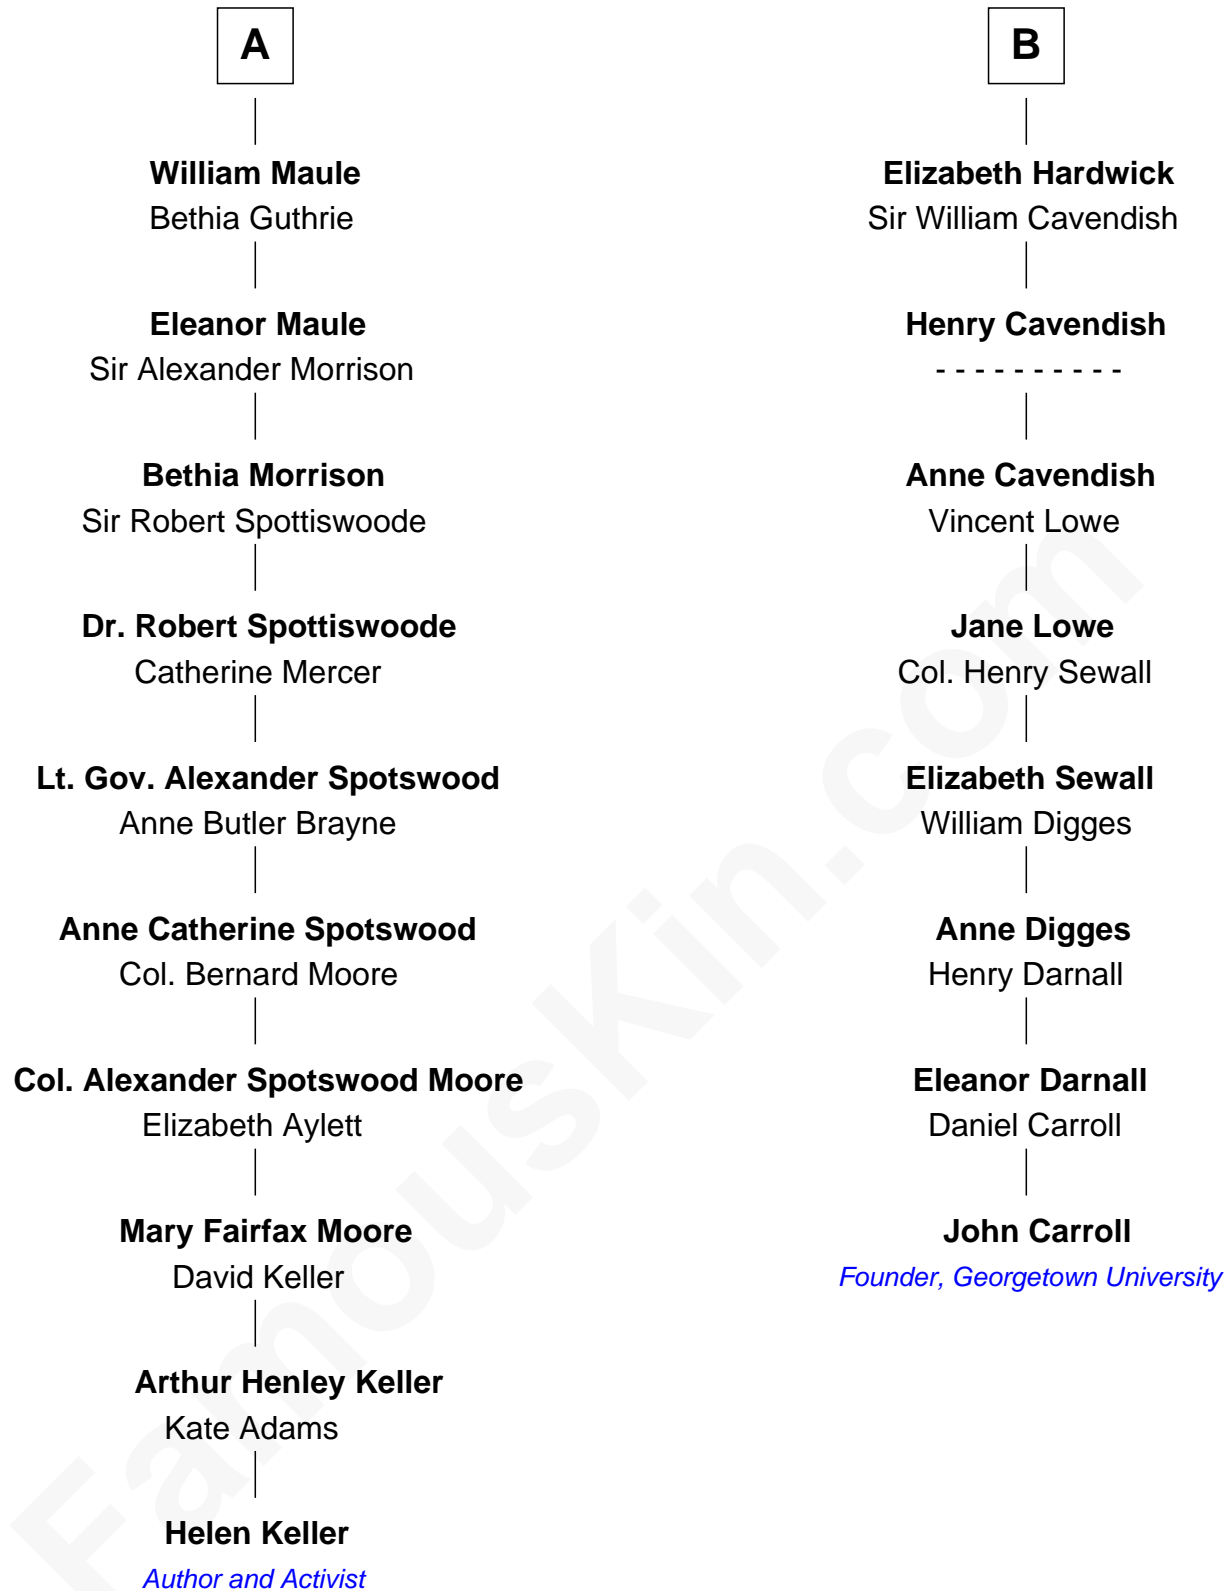 A
William Maule
Bethia Guthrie
Eleanor Maule
Sir Alexander Morrison
Bethia Morrison
Sir Robert Spottiswoode
Dr. Robert Spottiswoode
Catherine Mercer
Lt. Gov. Alexander Spotswood
Anne Butler Brayne
Anne Catherine Spotswood
Col. Bernard Moore
Col. Alexander Spotswood Moore
Elizabeth Aylett
Mary Fairfax Moore
David Keller
Arthur Henley Keller
Kate Adams
Helen Keller
Author and Activist
B
Elizabeth Hardwick
Sir William Cavendish
Henry Cavendish
- - - - - - - - - -
Anne Cavendish
Vincent Lowe
Jane Lowe
Col. Henry Sewall
Elizabeth Sewall
William Digges
Anne Digges
Henry Darnall
Eleanor Darnall
Daniel Carroll
John Carroll
Founder, Georgetown University
FamousKin.com